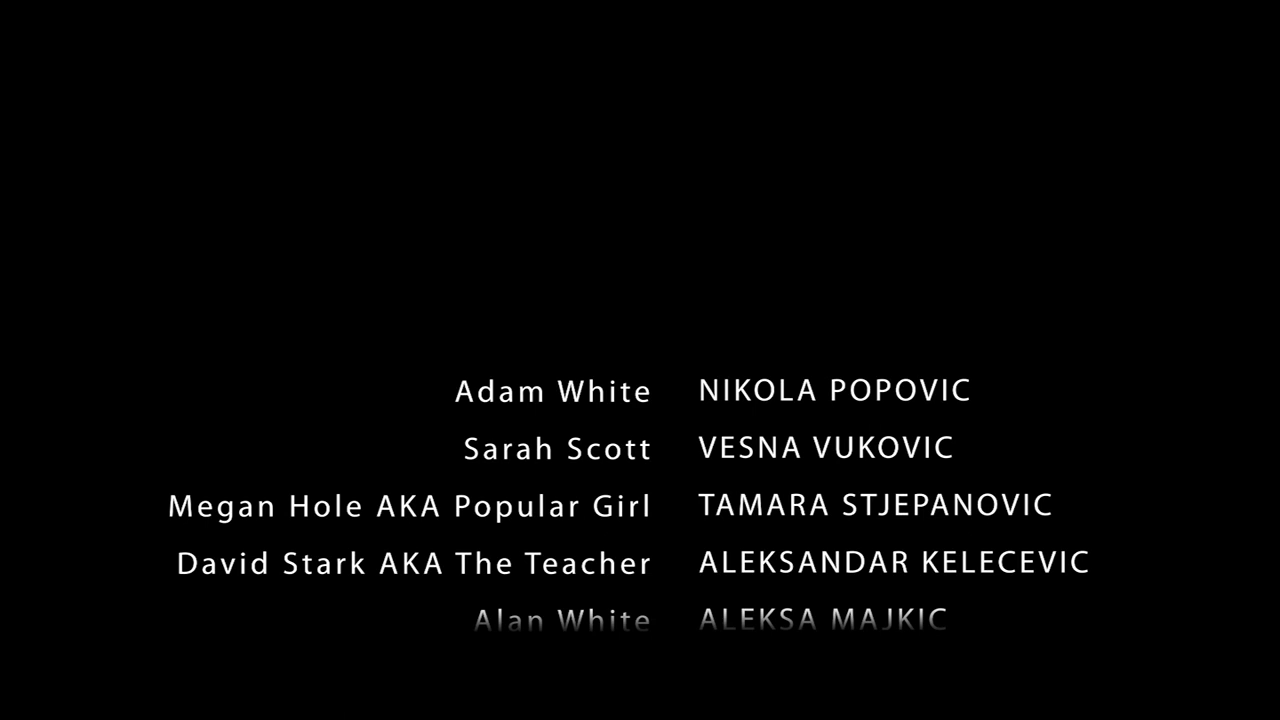 Adam White NIKOLA POPOVIC
Sarah Scott VESNA VUKOVIC
Megan Hole AKA Popular Girl TAMARA STJEPANOVIC
David Stark AKA The Teacher ALEKSANDAR KELECEVIC
Alan White ALEKSA MAJKIC